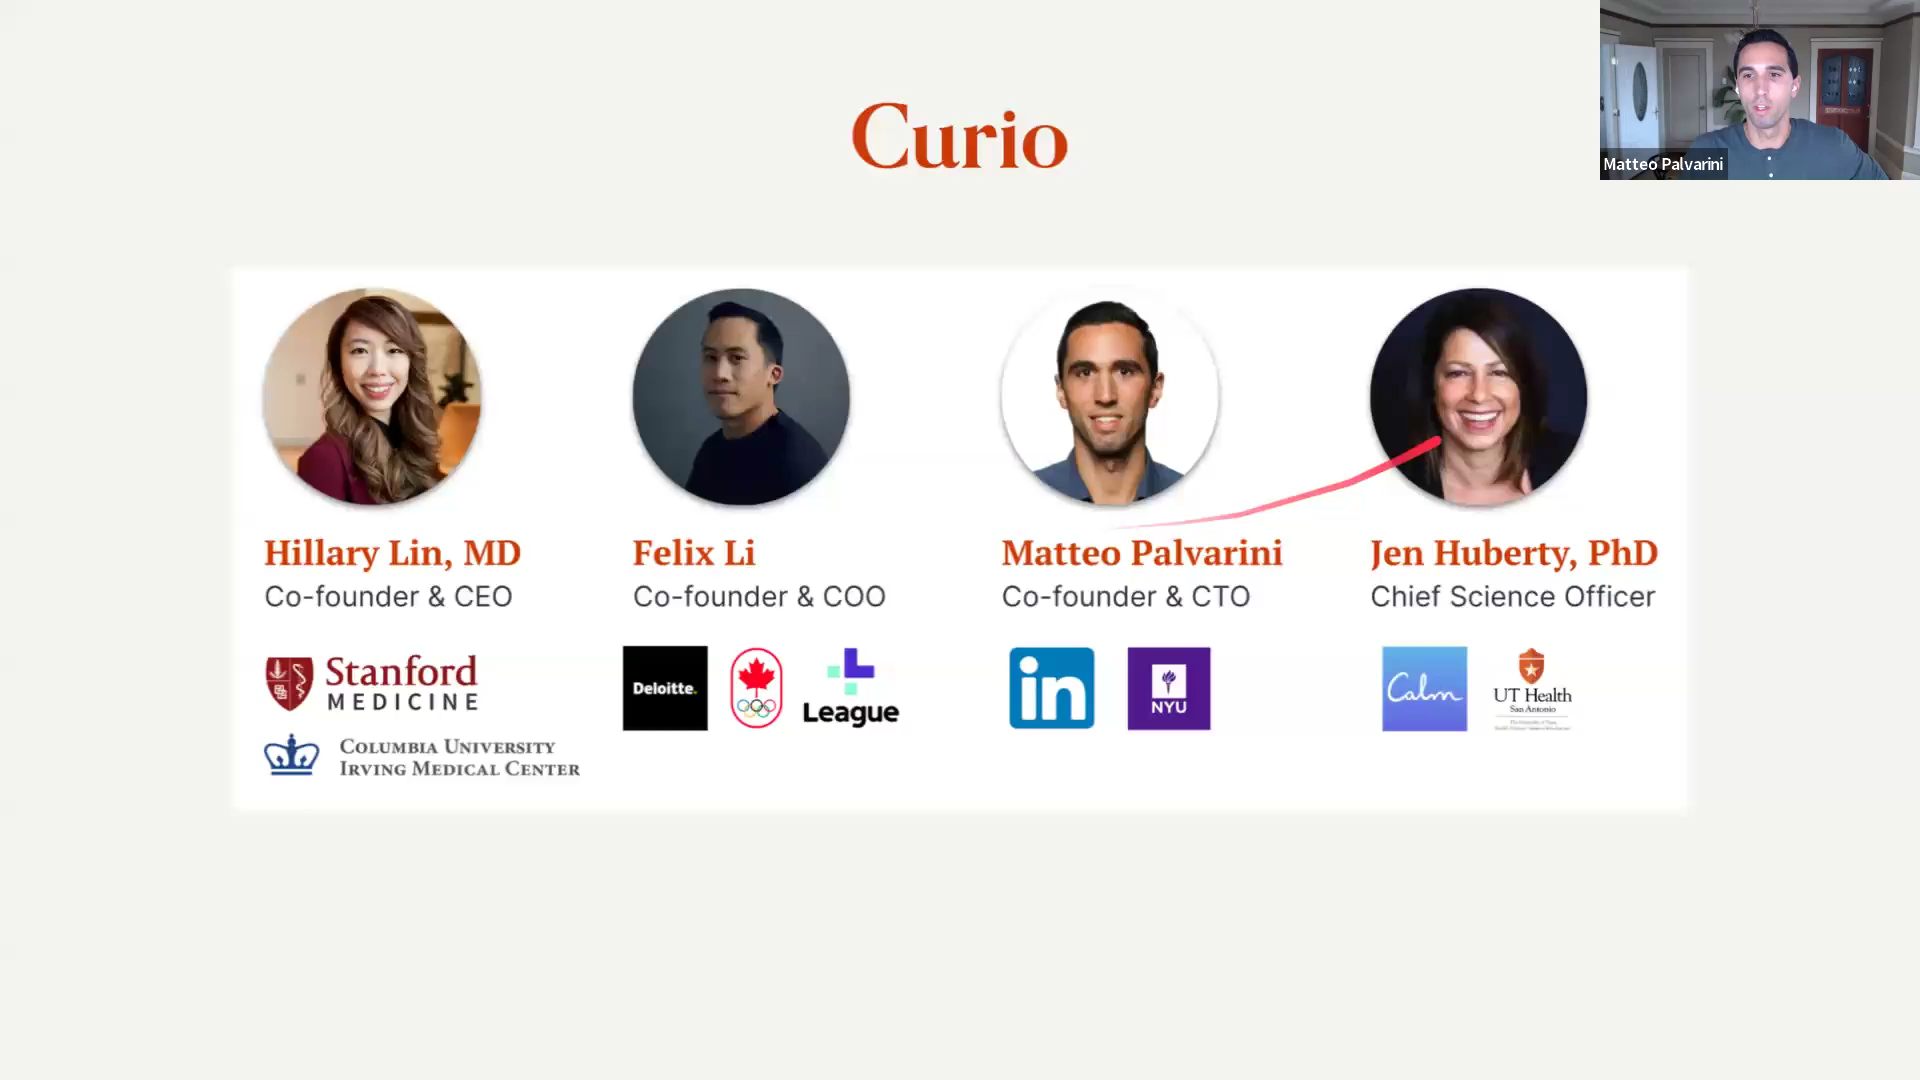 Curio
Matteo Palvarini
Hillary Lin, MD
Co-founder & CEO
Stanford
MEDICINE
COLUMBIA UNIVERSITY
IRVING MEDICAL CENTER
Felix Li
Co-founder & COO
Deloitte.
League
Matteo Palvarini
Co-founder & CTO
in
NYU
Jen Huberty, PhD
Chief Science Officer
Calm
UT Health
San Antonio